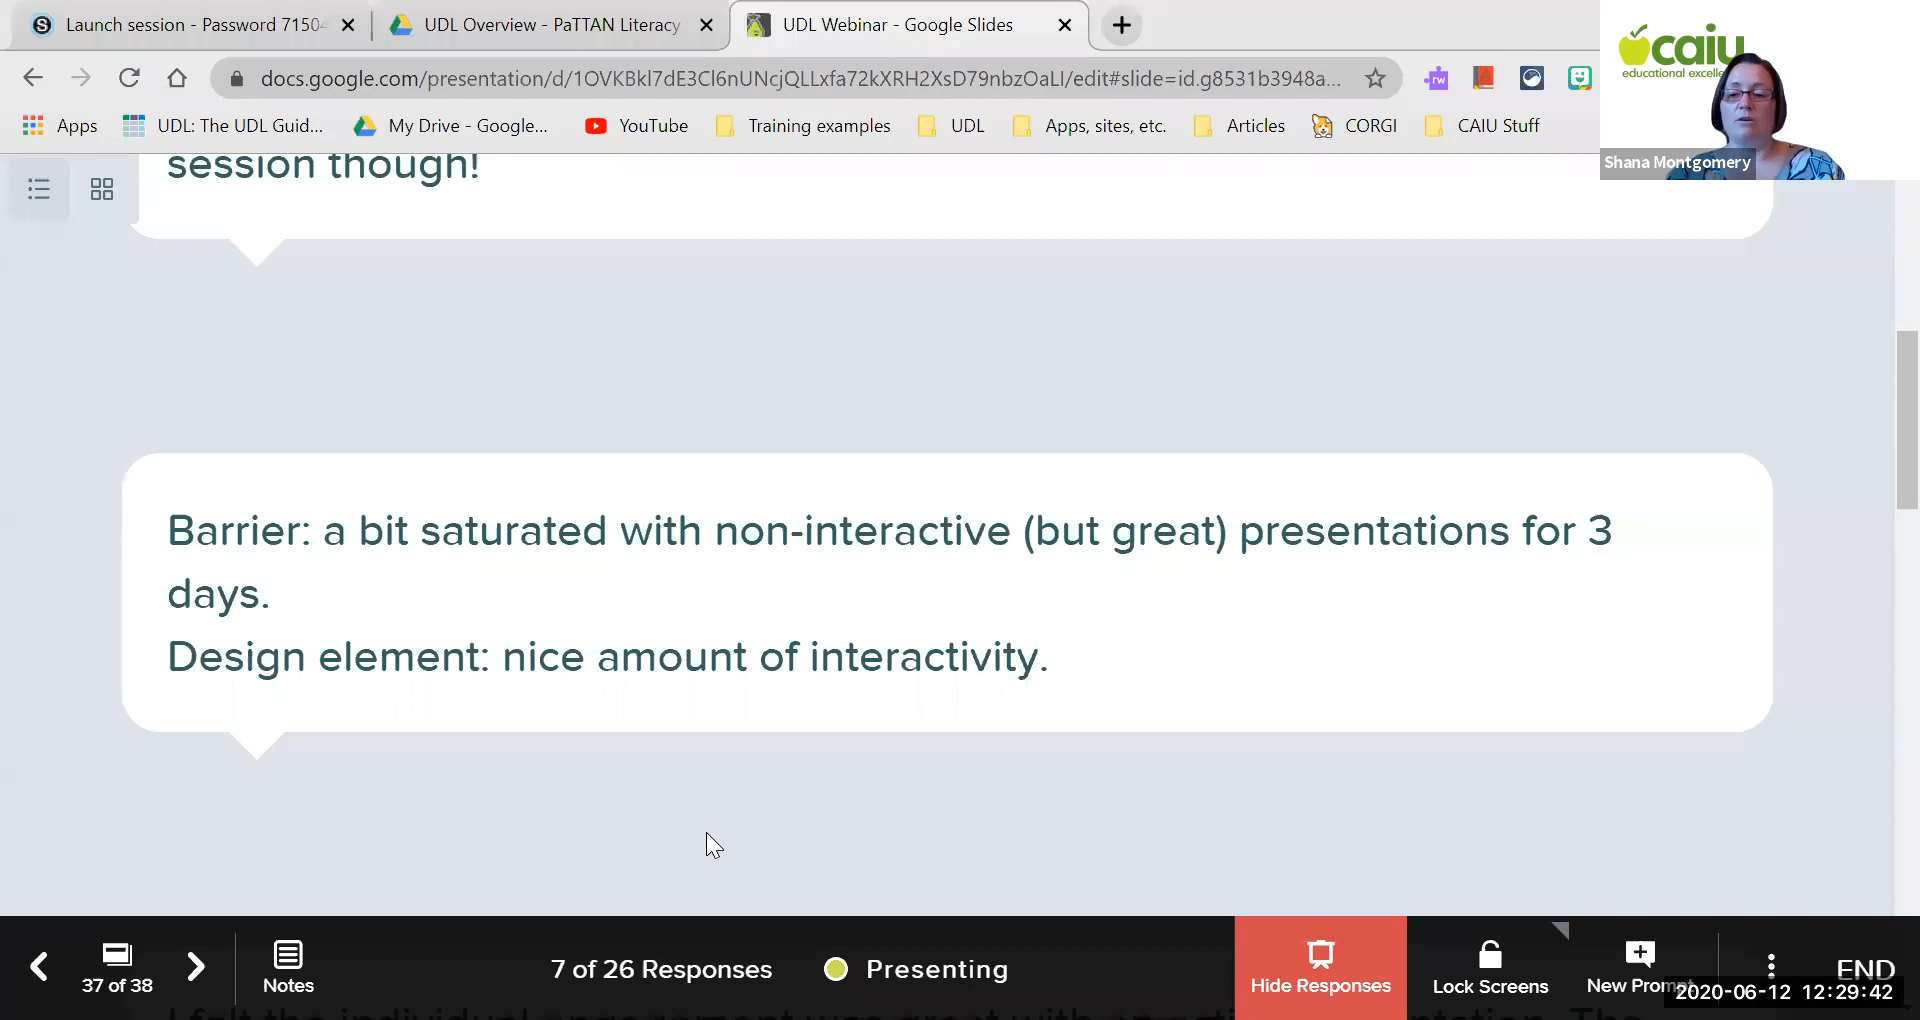 Launch session - Password 7150
UDL Overview - PaTTAN Literacy
UDL Webinar - Google Slides
docs.google.com/presentation/d/1OVKBkl7dE3Cl6nUNcjQLLxfa72kXRH2XsD79nbzOaLI/edit#slide=id.g8531b3948a...
rw
caiu
educational excelle
Apps
UDL: The UDL Guid...
My Drive - Google...
YouTube
Training examples
UDL
Apps, sites, etc.
Articles
CORGI
CAIU Stuff
Shana Montgomery
session though!
Barrier: a bit saturated with non-interactive (but great) presentations for 3
days.
Design element: nice amount of interactivity.
37 of 38
Notes
7 of 26 Responses
Presenting
Hide Responses
Lock Screens
New Prom
END
2020-06-12 12:29:42